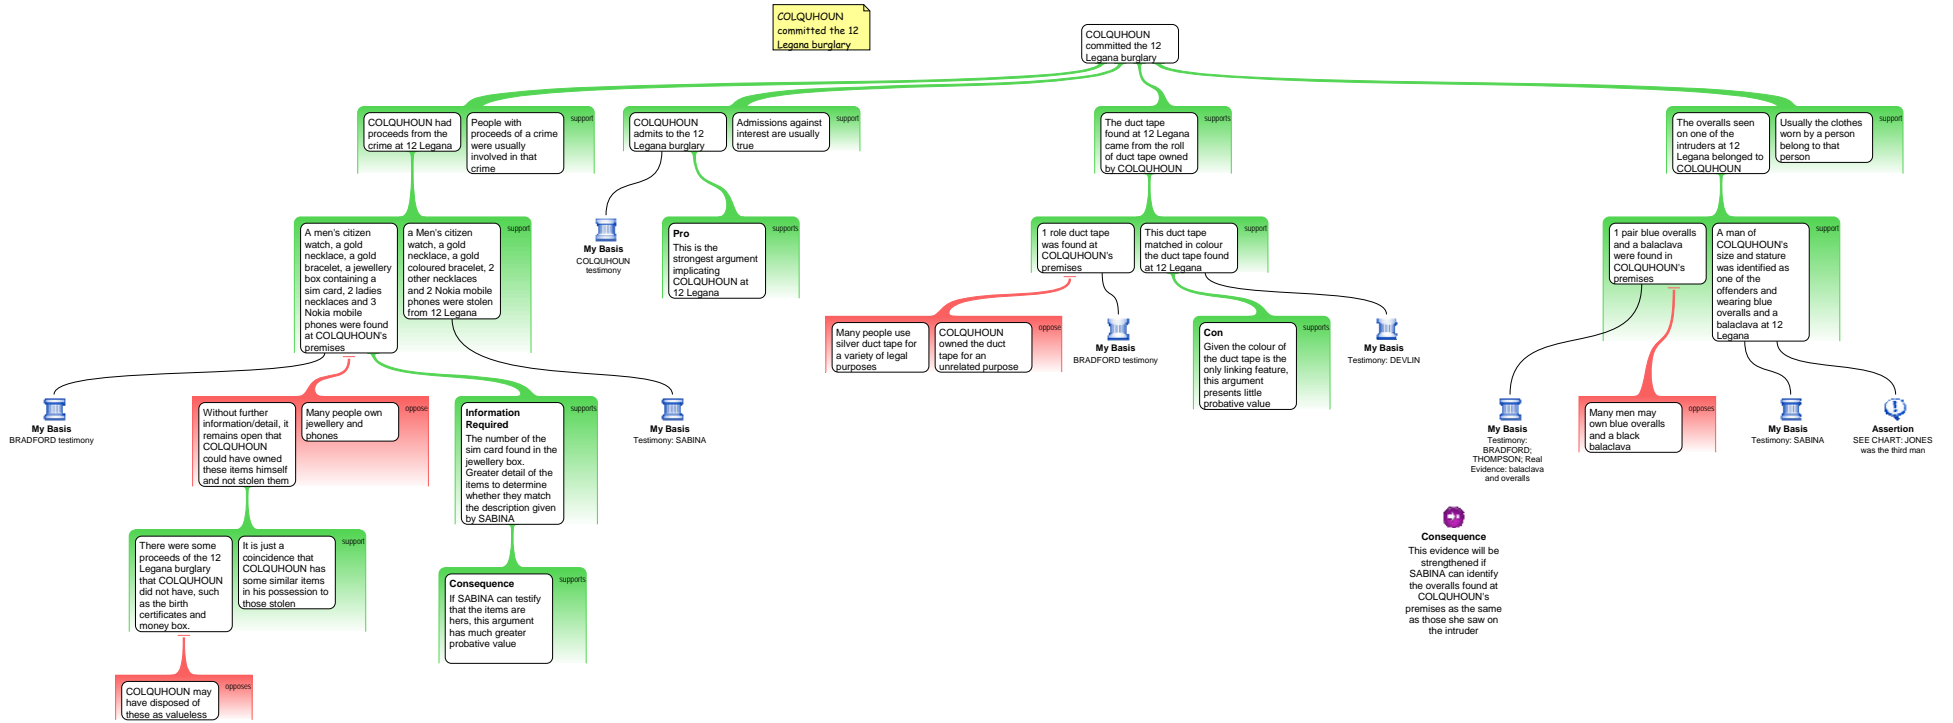 COLQUHOUN
committed the 12
Legana burglary
COLQUHOUN
committed the 12
Legana burglary
COLQUHOUN had
proceeds from the
crime at 12 Legana
People with
proceeds of a crime
were usually
involved in that
crime
support
COLQUHOUN
admits to the 12
Legana burglary
Admissions against
interest are usually
true
support
The duct tape
found at 12 Legana
came from the roll
of duct tape owned
by COLQUHOUN
supports
The overalls seen
on one of the
intruders at 12
Legana belonged to
COLQUHOUN
Usually the clothes
worn by a person
belong to that
person
support
A men's citizen
watch, a gold
necklace, a gold
bracelet, a jewellery
box containing a
sim card, 2 ladies
necklaces and 3
Nokia mobile
phones were found
at COLQUHOUN's
premises
a Men's citizen
watch, a gold
necklace, a gold
coloured bracelet, 2
other necklaces
and 2 Nokia mobile
phones were stolen
from 12 Legana
support
My Basis
COLQUHOUN
testimony
Pro
This is the
strongest argument
implicating
COLQUHOUN at
12 Legana
supports
1 role duct tape
was found at
COLQUHOUN's
premises
This duct tape
matched in colour
the duct tape found
at 12 Legana
support
1 pair blue overalls
and a balaclava
were found in
COLQUHOUN's
premises
A man of
COLQUHOUN's
size and stature
was identified as
one of the
offenders and
wearing blue
overalls and a
balaclava at 12
Legana
support
Many people use
silver duct tape for
a variety of legal
purposes
COLQUHOUN
owned the duct
tape for an
unrelated purpose
oppose
My Basis
BRADFORD testimony
Con
Given the colour of
the duct tape is the
only linking feature,
this argument
presents little
probative value
supports
My Basis
Testimony: DEVLIN
My Basis
BRADFORD testimony
Without further
information/detail, it
remains open that
COLQUHOUN
could have owned
these items himself
and not stolen them
Many people own
jewellery and
phones
oppose
Information
Required
The number of the
sim card found in the
jewellery box.
Greater detail of the
items to determine
whether they match
the description given
by SABINA
supports
My Basis
Testimony: SABINA
My Basis
Testimony:
BRADFORD;
THOMPSON; Real
Evidence: balaclava
and overalls
Many men may
own blue overalls
and a black
balaclava
opposes
My Basis
Testimony: SABINA
Assertion
SEE CHART: JONES
was the third man
There were some
proceeds of the 12
Legana burglary
that COLQUHOUN
did not have, such
as the birth
certificates and
money box.
It is just a
coincidence that
COLQUHOUN has
some similar items
in his possession to
those stolen
support
Consequence
If SABINA can testify
that the items are
hers, this argument
has much greater
probative value
supports
Consequence
This evidence will be
strengthened if
SABINA can identify
the overalls found at
COLQUHOUN's
premises as the same
as those she saw on
the intruder
COLQUHOUN may
have disposed of
these as valueless
opposes